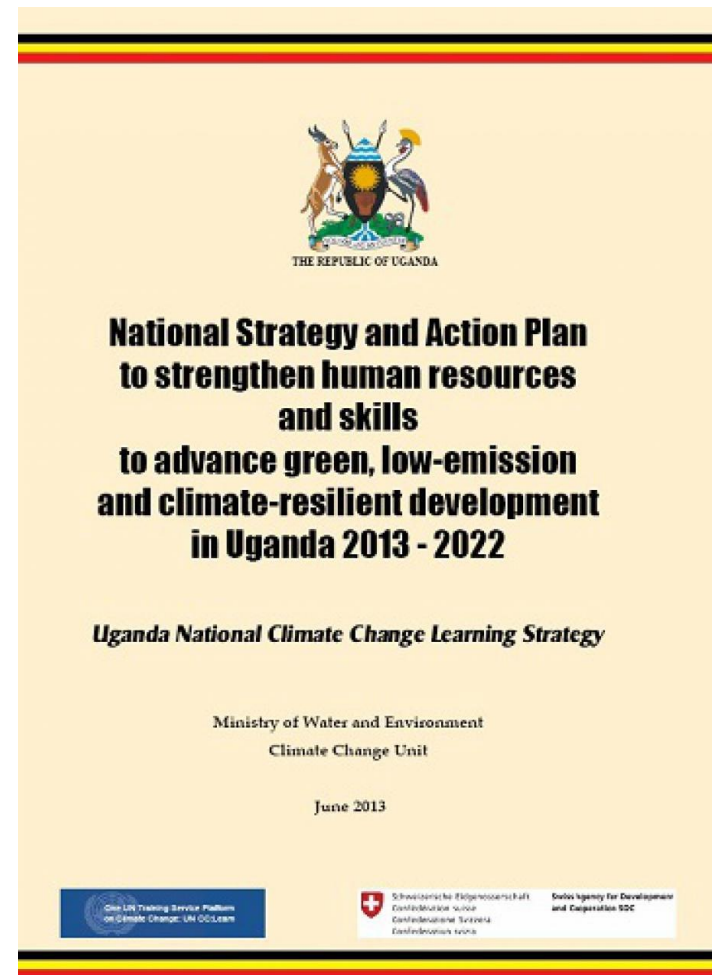 THE REPUBLIC OF UGANDA
National Strategy and Action Plan
to strengthen human resources
and skills
to advance green, low-emission
and climate-resilient development
in Uganda 2013 - 2022
Uganda National Climate Change Learning Strategy
Ministry of Water and Environment
Climate Change Unit
June 2013
One UN Training Service Platform
on Climate Change: UN CC:Learn
Schweizerische Eidgenossenschaft
Confédération suisse
Confederazione Svizzera
Confederaziun svizra
Swiss Agency for Development
and Cooperation SDC